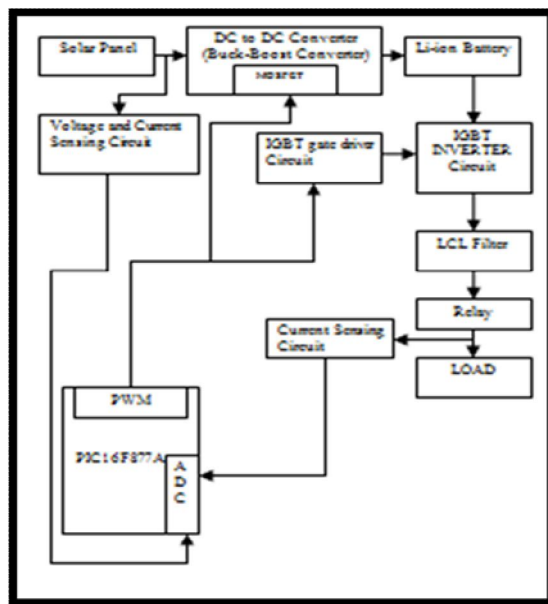 Solar Panel
DC to DC Converter
(Buck-Boost Converter)
MOSFET
Li-ion Battery
Voltage and Current
Sensing Circuit
IGBT gate driver
Circuit
IGBT
INVERTER
Circuit
LCL Filter
Relay
Current Sensing
Circuit
LOAD
PWM
PIC16F877A
A
D
C